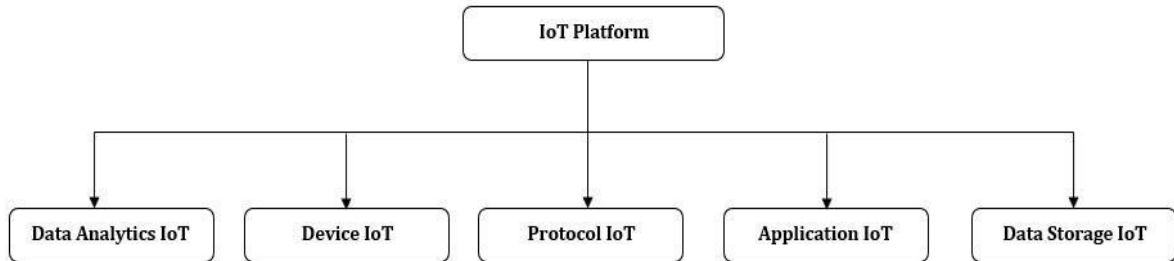 IoT Platform
Data Analytics IoT
Device IoT
Protocol IoT
Application IoT
Data Storage IoT